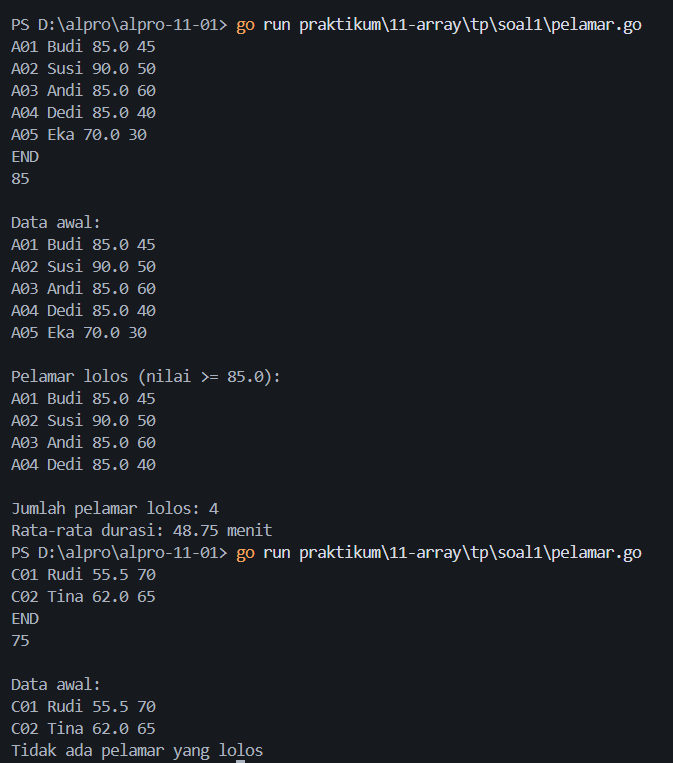 PS D:\alpro\alpro-11-01> go run praktikum\11-array\tp\soal1\pelamar.go
A01 Budi 85.0 45
A02 Susi 90.0 50
A03 Andi 85.0 60
A04 Dedi 85.0 40
A05 Eka 70.0 30
END
85
Data awal:
A01 Budi 85.0 45
A02 Susi 90.0 50
A03 Andi 85.0 60
A04 Dedi 85.0 40
A05 Eka 70.0 30
Pelamar lolos (nilai >= 85.0):
A01 Budi 85.0 45
A02 Susi 90.0 50
A03 Andi 85.0 60
A04 Dedi 85.0 40
Jumlah pelamar lolos: 4
Rata-rata durasi: 48.75 menit
PS D:\alpro\alpro-11-01> go run praktikum\11-array\tp\soal1\pelamar.go
C01 Rudi 55.5 70
C02 Tina 62.0 65
END
75
Data awal:
C01 Rudi 55.5 70
C02 Tina 62.0 65
Tidak ada pelamar yang lolos